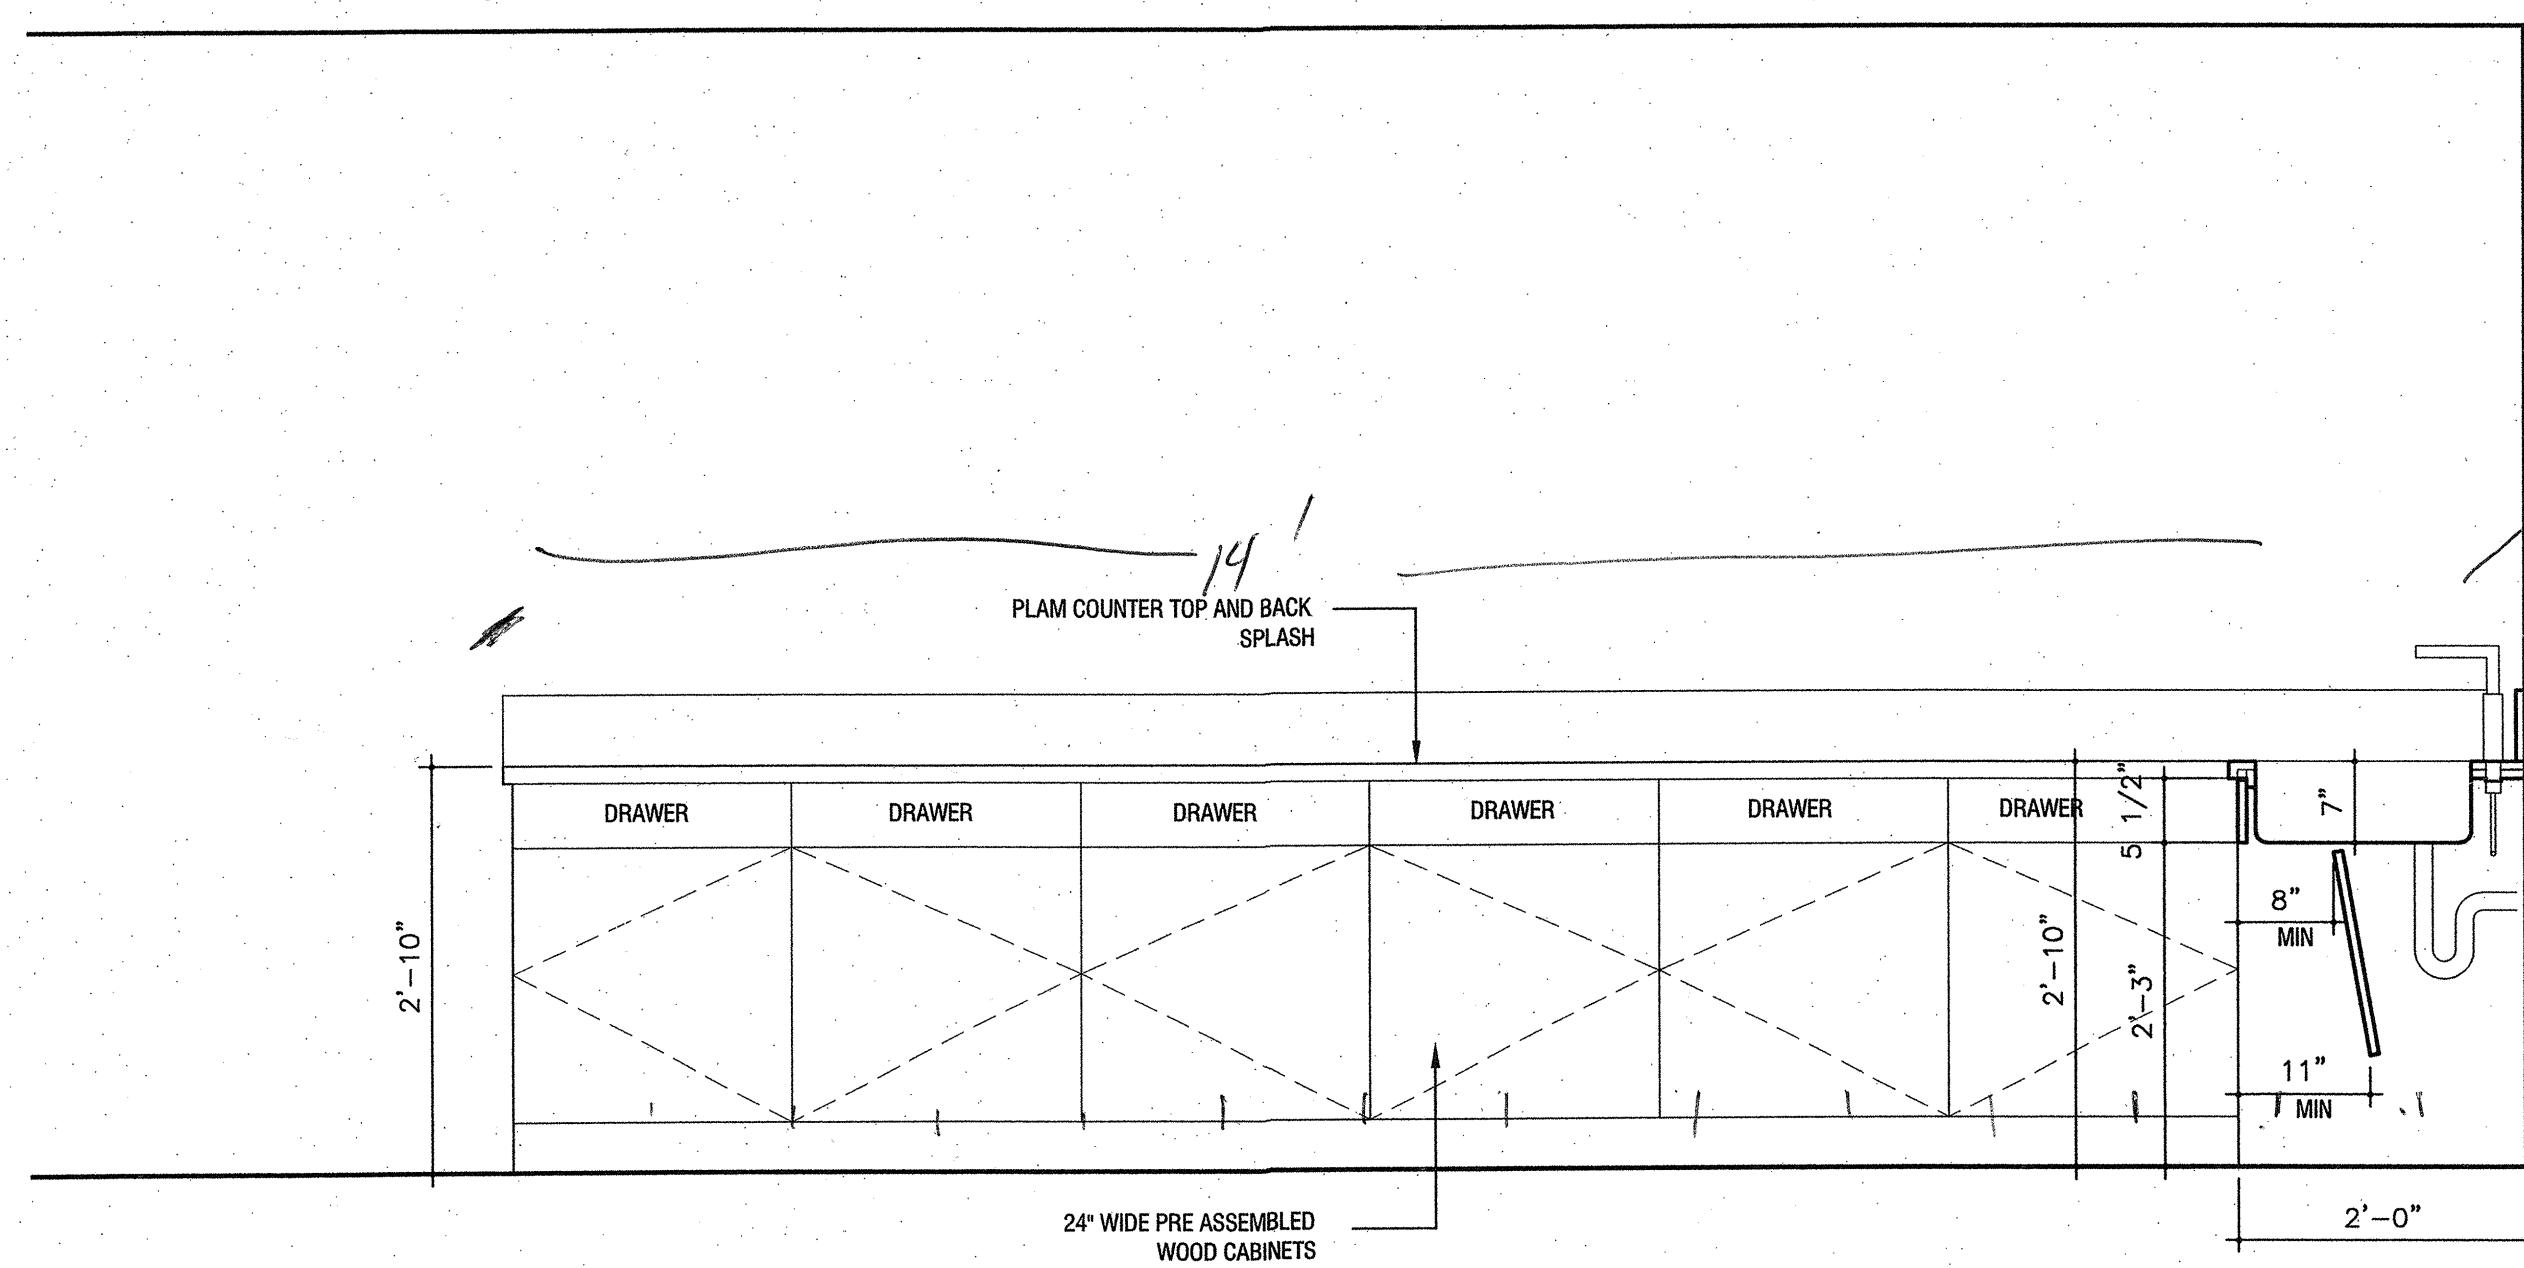 14'
PLAM COUNTER TOP AND BACK
SPLASH
DRAWER DRAWER DRAWER DRAWER DRAWER DRAWER
5 1/2"
7"
2'-10"
2'-10"
2'-3"
8"
MIN
11"
MIN
2'-0"
24" WIDE PRE ASSEMBLED
WOOD CABINETS